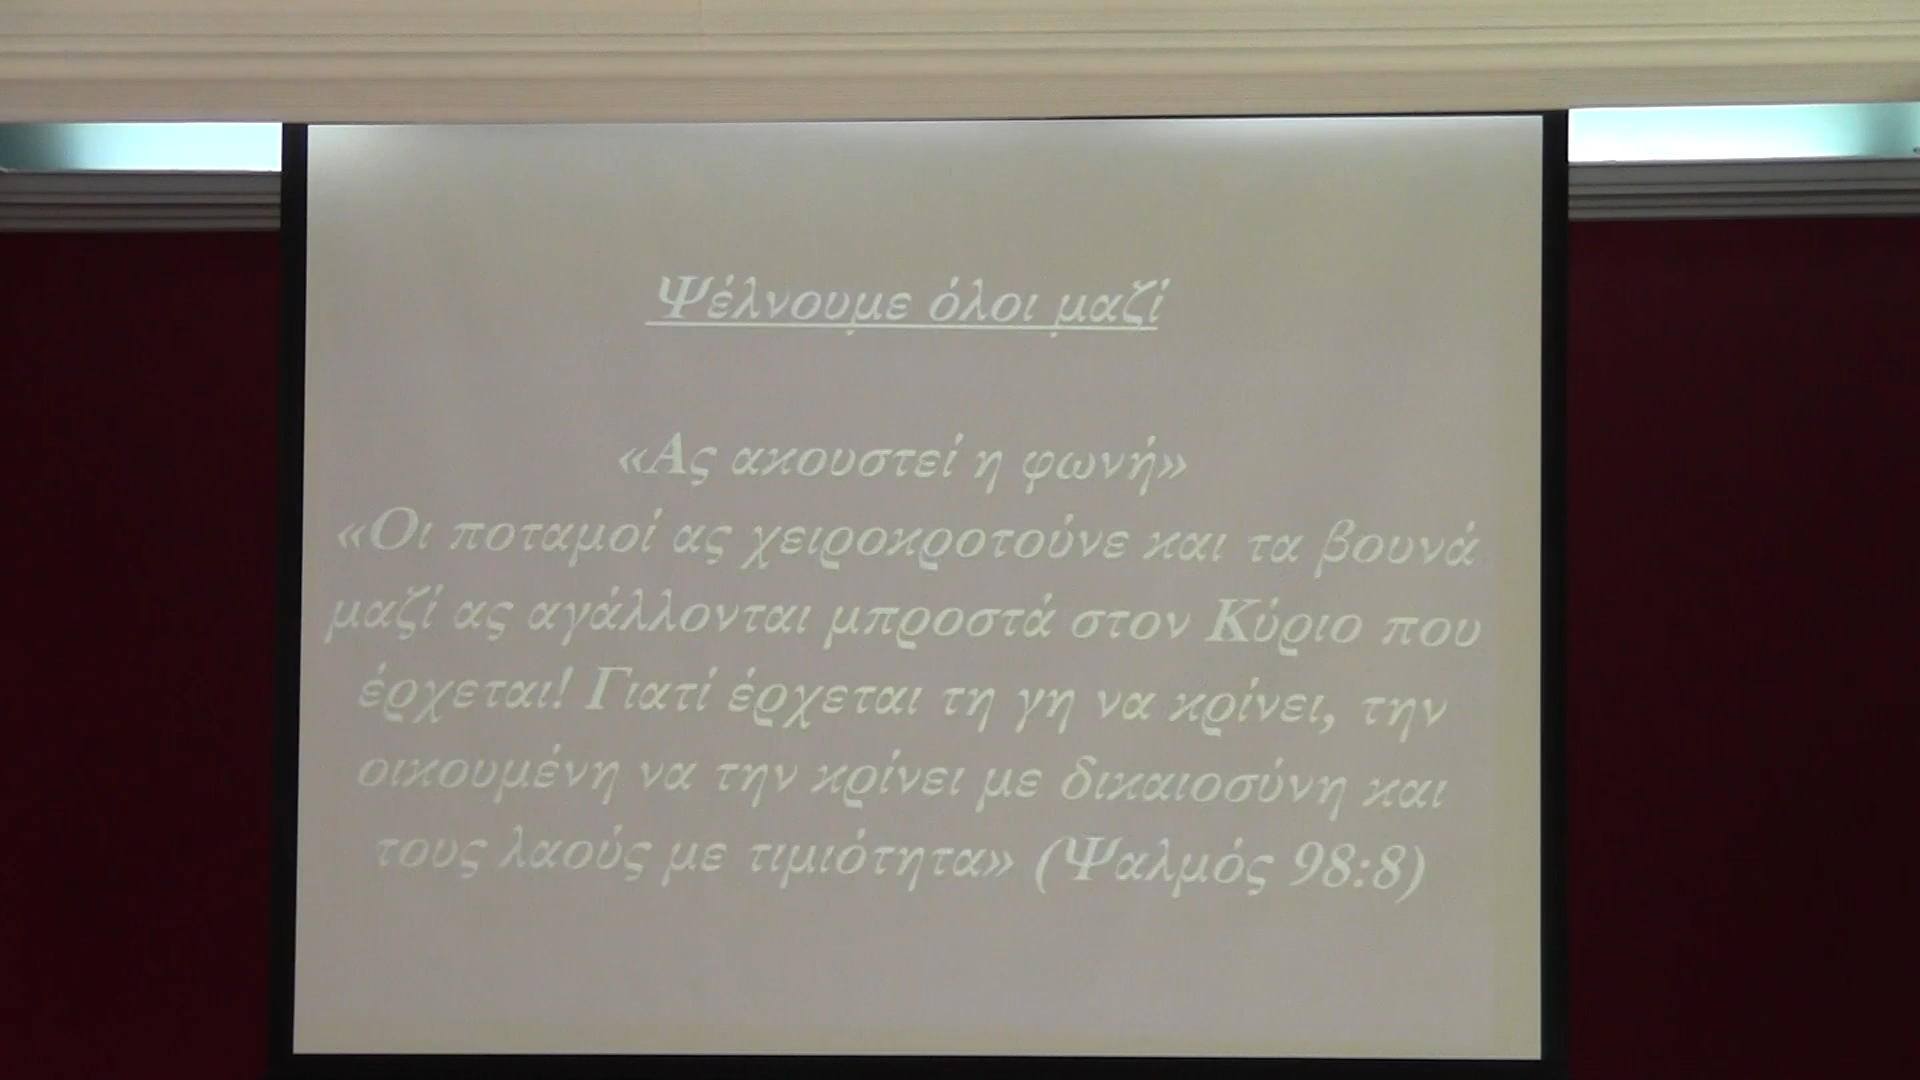 Ψέλνουμε όλοι μαζί
«Ας ακουστεί η φωνή»
«Οι ποταμοί ας χειροκροτούνε και τα βουνά
μαζί ας αγάλλονται μπροστά στον Κύριο που
έρχεται! Γιατί έρχεται τη γη να κρίνει, την
οικουμένη να την κρίνει με δικαιοσύνη και
τους λαούς με τιμιότητα» (Ψαλμός 98:8)